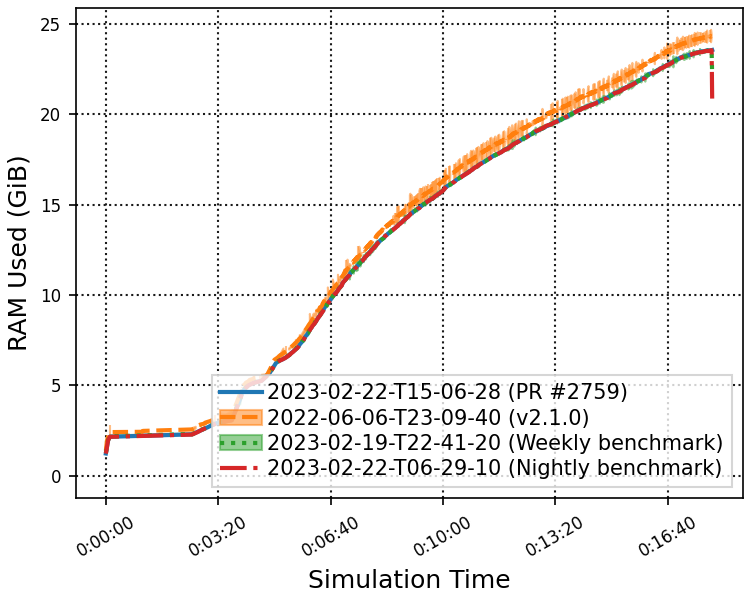 25
20
15
10
5
0
RAM Used (GiB)
2023-02-22-T15-06-28 (PR #2759)
2022-06-06-T23-09-40 (v2.1.0)
2023-02-19-T22-41-20 (Weekly benchmark)
2023-02-22-T06-29-10 (Nightly benchmark)
0:00:00
0:03:20
0:06:40
0:10:00
0:13:20
0:16:40
Simulation Time